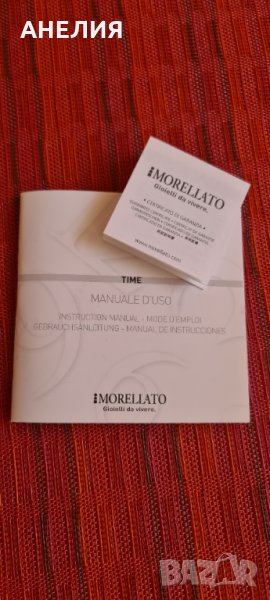 АНЕЛИЯ
MORELLATO
Gioielli da vivere.
• CERTIFICATO DI GARANZIA •
www.morellato.com
TIME
MANUALE D'USO
INSTRUCTION MANUAL - MODE D'EMPLOI
GEBRAUCHSANLEITUNG - MANUAL DE INSTRUCCIONES
MORELLATO
Gioielli da vivere.
BAZAR